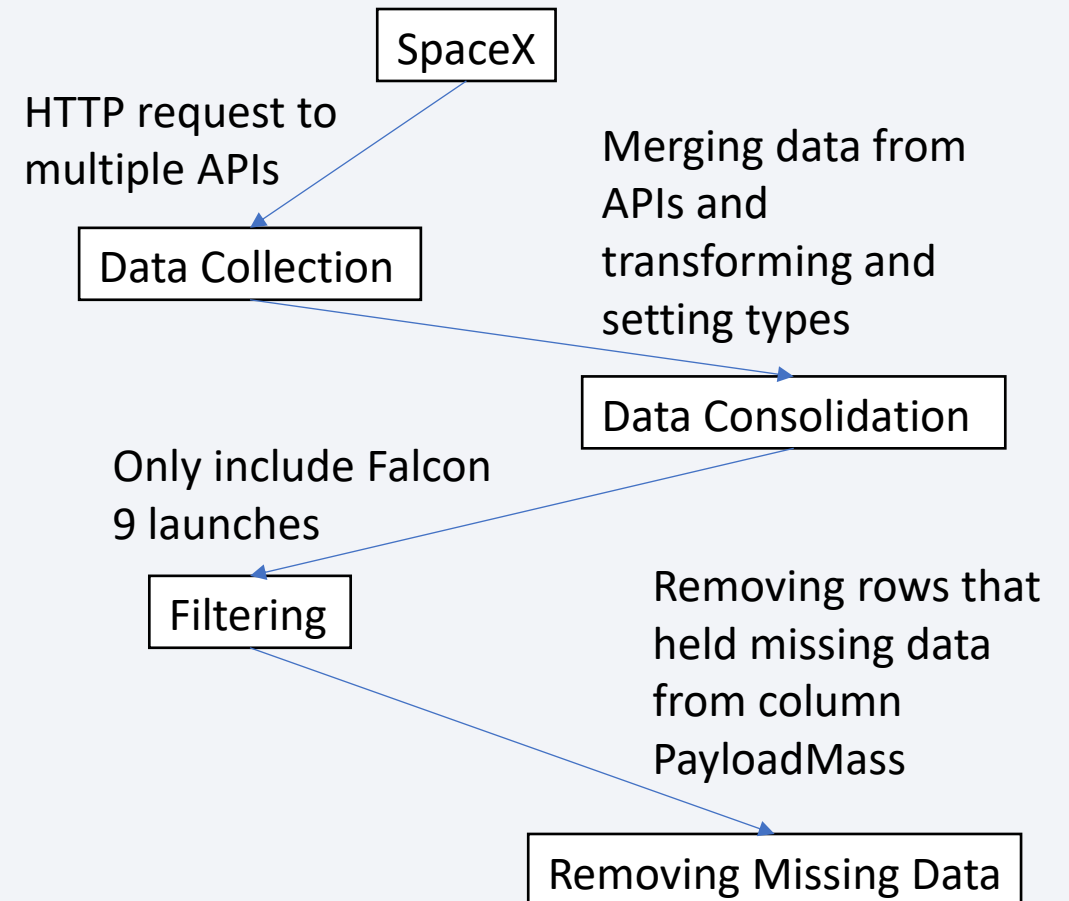 SpaceX
HTTP request to
multiple APIs
Merging data from
APIs and
transforming and
setting types
Data Collection
Data Consolidation
Only include Falcon
9 launches
Filtering
Removing rows that
held missing data
from column
PayloadMass
Removing Missing Data